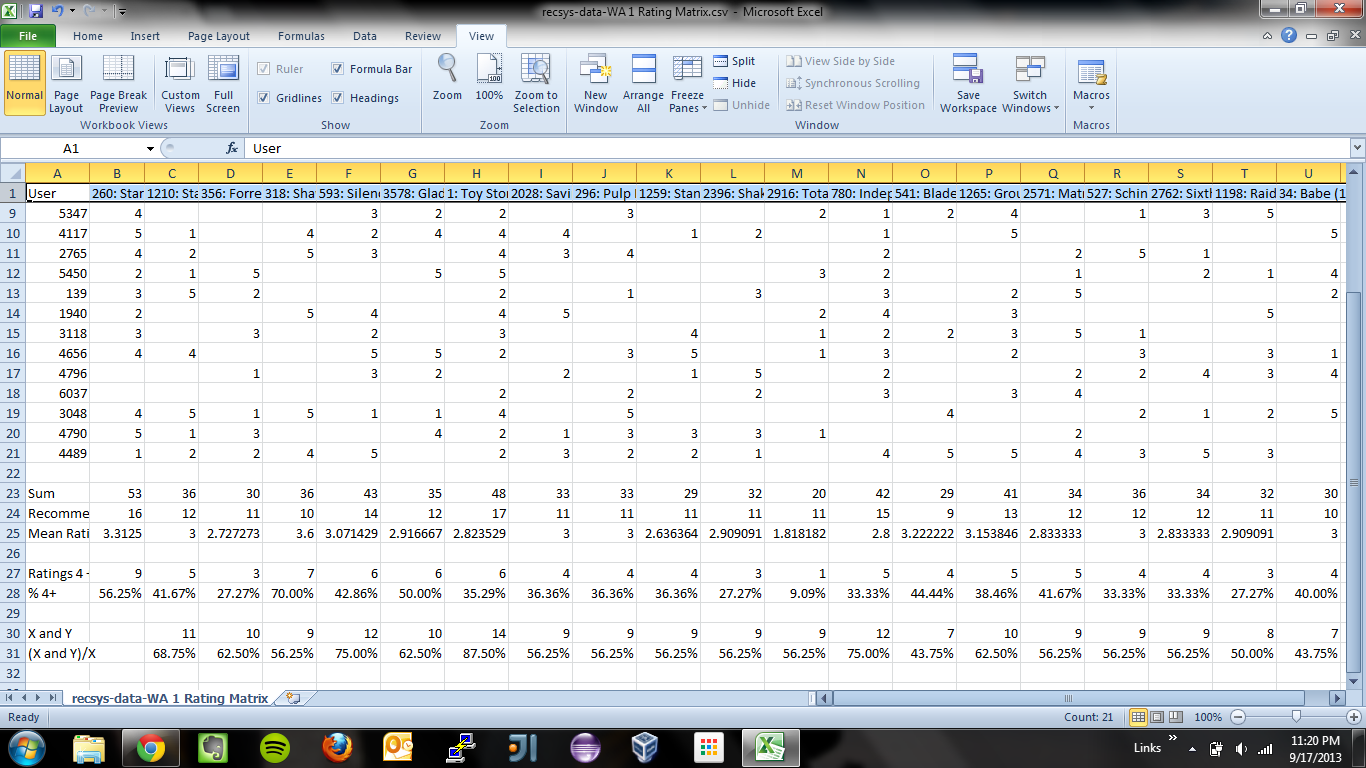 recsys-data-WA 1 Rating Matrix.csv - Microsoft Excel
File Home Insert Page Layout Formulas Data Review View
Normal Page Layout Page Break Preview Custom Views Full Screen
Workbook Views
Ruler Formula Bar
Gridlines Headings
Show
Zoom 100% Zoom to Selection
Zoom
New Window Arrange All Freeze Panes
Split
Hide
Unhide
View Side by Side
Synchronous Scrolling
Reset Window Position
Save Workspace Switch Windows
Window
Macros
Macros
A1 fx User
A B C D E F G H I J K L M N O P Q R S T U
1 User 260: Star 1210: Sta 356: Forre 318: Sha 593: Silen 3578: Glad 1: Toy Stor 2028: Savi 296: Pulp 1259: Stan 2396: Shak 2916: Tota 780: Indep 541: Blade 1265: Grou 2571: Matr 527: Schin 2762: Sixth 1198: Raid 34: Babe (1
9 5347 4 3 2 2 3 2 1 2 4 1 3 5
10 4117 5 1 4 2 4 4 4 1 2 1 5 5
11 2765 4 2 5 3 4 3 4 2 2 5 1
12 5450 2 1 5 5 5 3 2 1 2 1 4
13 139 3 5 2 2 1 3 3 2 5 2
14 1940 2 5 4 4 5 2 4 3 5
15 3118 3 3 2 3 4 1 2 2 3 5 1
16 4656 4 4 5 5 2 3 5 1 3 2 3 3 1
17 4796 1 3 2 2 1 5 2 2 2 4 3 4
18 6037 2 2 2 3 3 4
19 3048 4 5 1 5 1 1 4 5 4 2 1 2 5
20 4790 5 1 3 4 2 1 3 3 3 1 2
21 4489 1 2 2 4 5 2 3 2 2 1 4 5 5 4 3 5 3
22
23 Sum 53 36 30 36 43 35 48 33 33 29 32 20 42 29 41 34 36 34 32 30
24 Recomme 16 12 11 10 14 12 17 11 11 11 11 11 15 9 13 12 12 12 11 10
25 Mean Rati 3.3125 3 2.727273 3.6 3.071429 2.916667 2.823529 3 3 2.636364 2.909091 1.818182 2.8 3.222222 3.153846 2.833333 3 2.833333 2.909091 3
26
27 Ratings 4 9 5 3 7 6 6 6 4 4 4 3 1 5 4 5 5 4 4 3 4
28 % 4+ 56.25% 41.67% 27.27% 70.00% 42.86% 50.00% 35.29% 36.36% 36.36% 36.36% 27.27% 9.09% 33.33% 44.44% 38.46% 41.67% 33.33% 33.33% 27.27% 40.00%
29
30 X and Y 11 10 9 12 10 14 9 9 9 9 9 12 7 10 9 9 9 8 7
31 (X and Y)/X 68.75% 62.50% 56.25% 75.00% 62.50% 87.50% 56.25% 56.25% 56.25% 56.25% 56.25% 75.00% 43.75% 62.50% 56.25% 56.25% 56.25% 50.00% 43.75%
32
recsys-data-WA 1 Rating Matrix
Ready Count: 21 100%
Links 11:20 PM
9/17/2013